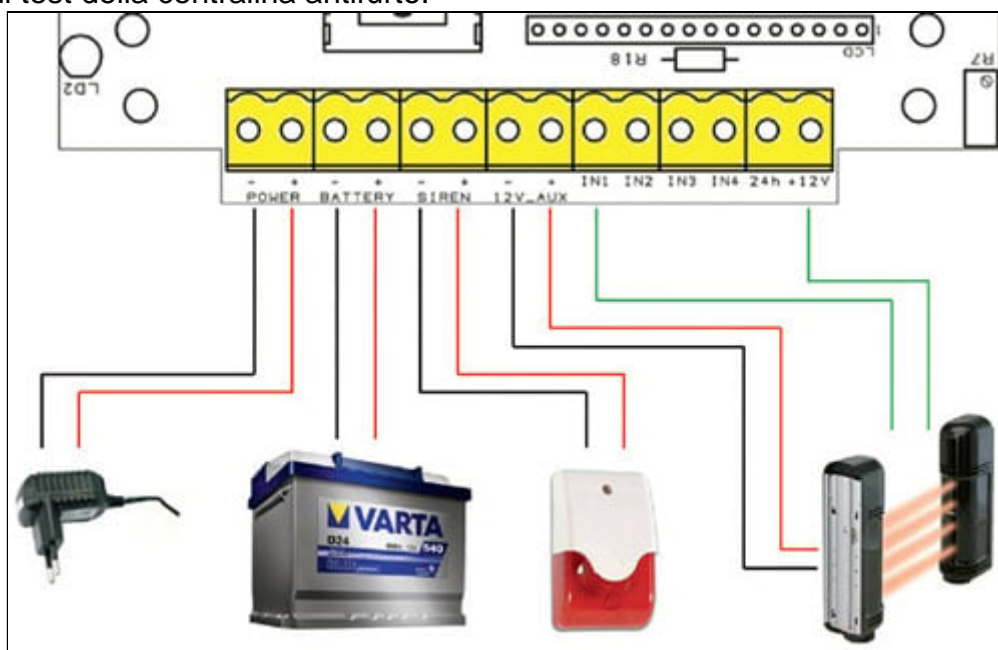 test della centralina antifurto.
LCD
R18
R7
LD2
- + - + - + - + IN1 IN2 IN3 IN4 24h +12V
POWER BATTERY SIREN 12V_AUX
VARTA
D24
540